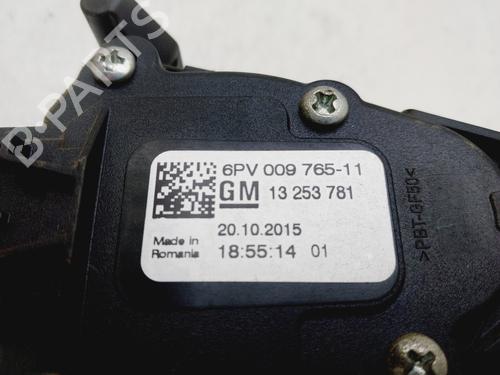 6PV 009 765-11
GM 13 253 781
20.10.2015
Made in
Romania
18:55:14 01
>PBT-GF50<
B-PARTS